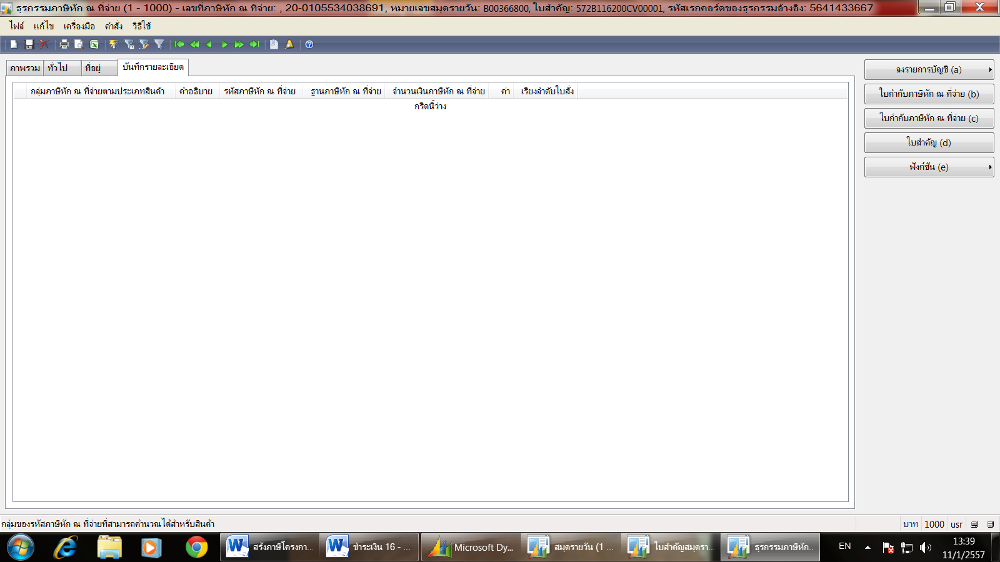 ธุรกรรมภาษีหัก ณ ที่จ่าย (1 - 1000) - เลขที่ภาษีหัก ณ ที่จ่าย: , 20-0105534038691, หมายเลขสมุดรายวัน: B00366800, ใบสำคัญ: 572B116200CV00001, รหัสเรกคอร์ดของธุรกรรมอ้างอิง: 5641433667
ไฟล์ แก้ไข เครื่องมือ คำสั่ง วิธีใช้
ภาพรวม ทั่วไป ที่อยู่ บันทึกรายละเอียด
กลุ่มภาษีหัก ณ ที่จ่ายตามประเภทสินค้า คำอธิบาย รหัสภาษีหัก ณ ที่จ่าย ฐานภาษีหัก ณ ที่จ่าย จำนวนเงินภาษีหัก ณ ที่จ่าย ค่า เรียงลำดับใบสั่ง
กริดนี้ว่าง
ลงรายการบัญชี (a)
ใบกำกับภาษีหัก ณ ที่จ่าย (b)
ใบกำกับภาษีหัก ณ ที่จ่าย (c)
ใบสำคัญ (d)
ฟังก์ชัน (e)
กลุ่มของรหัสภาษีหัก ณ ที่จ่ายที่สามารถคำนวณได้สำหรับสินค้า
บาท 1000 usr
สร้งภาษีโครงกา... ชำระเงิน 16 - ... Microsoft Dy... สมุดรายวัน (1 ... ใบสำคัญสมุดรา... ธุรกรรมภาษีหัก...
EN
13:39
11/1/2557